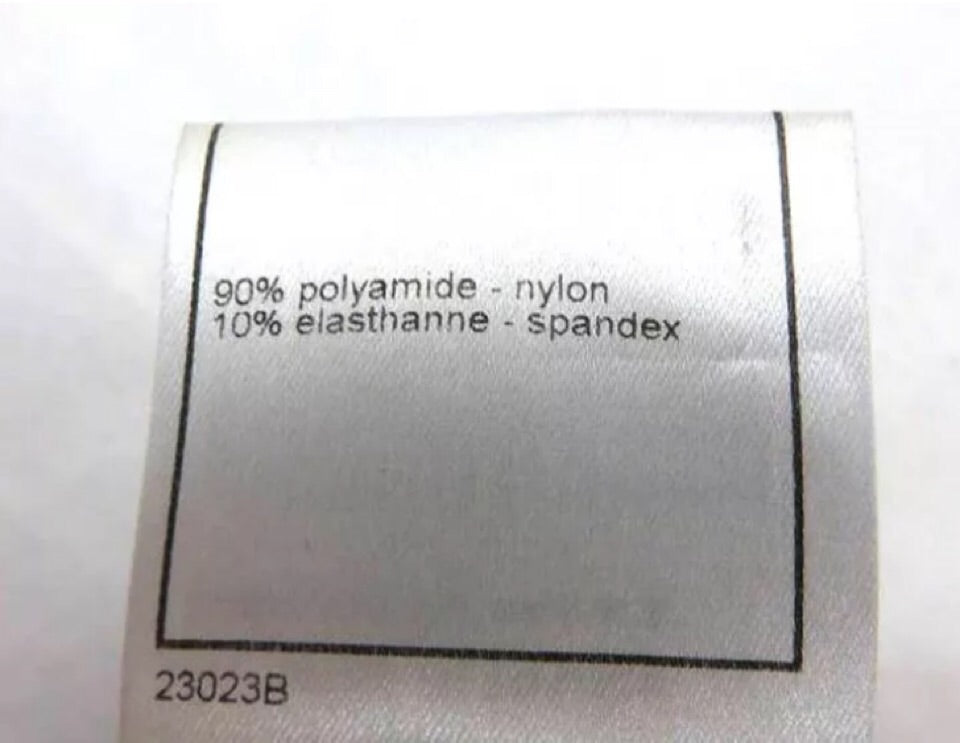 90% polyamide - nylon
10% elasthanne - spandex
23023B